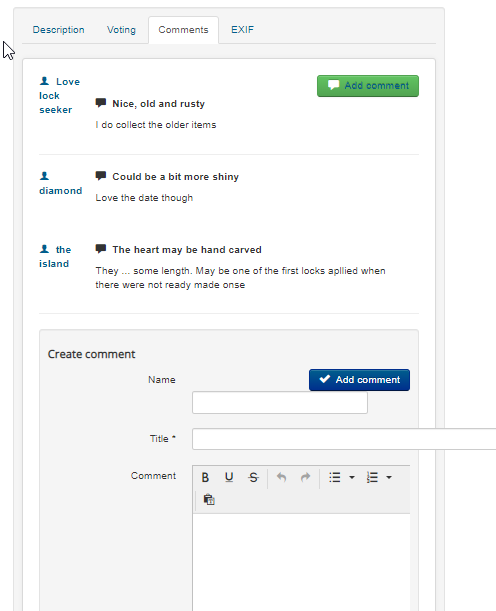 Description Voting Comments EXIF
Love lock seeker
Add comment
Nice, old and rusty
I do collect the older items
diamond
Could be a bit more shiny
Love the date though
the island
The heart may be hand carved
They ... some length. May be one of the first locks apllied when
there were not ready made onse
Create comment
Name
Add comment
Title *
Comment
B U S